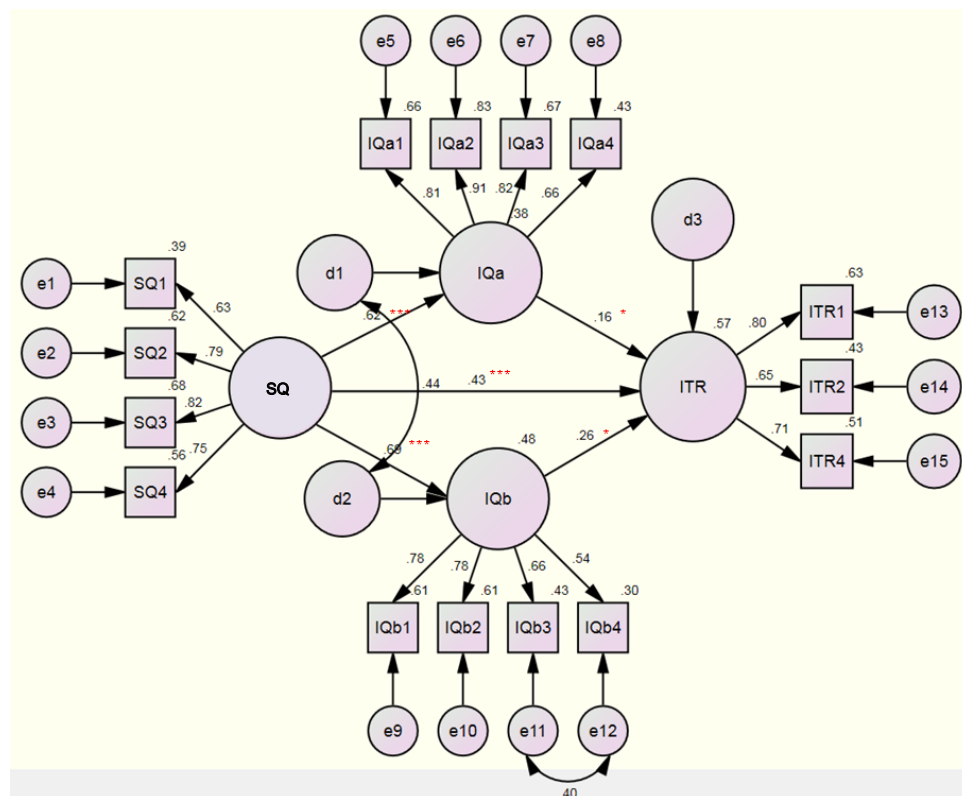 e5 e6 e7 e8
.66 .83 .67 .43
IQa1 IQa2 IQa3 IQa4
.81 .91 .82 .66
.38
d3
d1 IQa
.39
e1 SQ1
.63
.62 ***
.16 *
.57 .80 .63
ITR1 e13
.62
e2 SQ2
.79
.43
SQ
.44 .43 ***
ITR
.65 ITR2 e14
.68
e3 SQ3
.82
.71 .51
.56 .75
.69 ***
.48 .26 *
ITR4 e15
e4 SQ4
d2 IQb
.78 .78 .66 .54
.61 .61 .43 .30
IQb1 IQb2 IQb3 IQb4
e9 e10 e11 e12
.40